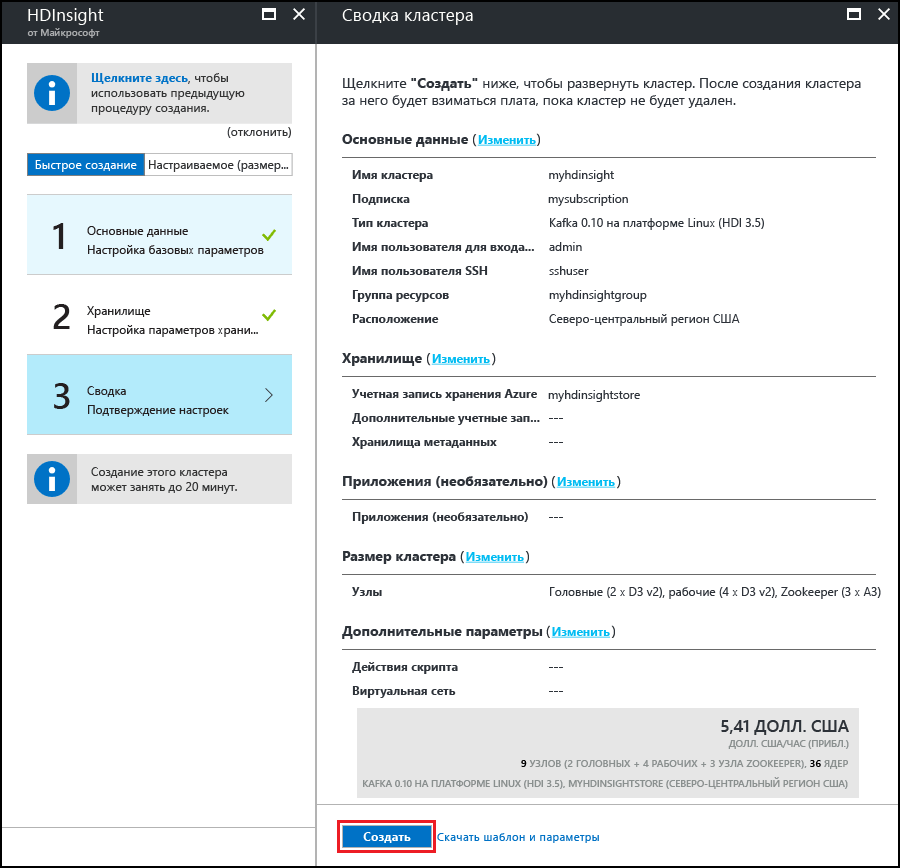 HDInsight
от Майкрософт
Щелкните здесь, чтобы
использовать предыдущую
процедуру создания.
(отклонить)
Быстрое создание
Настраиваемое (размер...
1
Основные данные
Настройка базовых параметров
2
Хранилище
Настройка параметров храни...
3
Сводка
Подтверждение настроек
Создание этого кластера
может занять до 20 минут.
Сводка кластера
Щелкните "Создать" ниже, чтобы развернуть кластер. После создания кластера
за него будет взиматься плата, пока кластер не будет удален.
Основные данные (Изменить)
Имя кластера myhdinsight
Подписка mysubscription
Тип кластера Kafka 0.10 на платформе Linux (HDI 3.5)
Имя пользователя для входа... admin
Имя пользователя SSH sshuser
Группа ресурсов myhdinsightgroup
Расположение Северо-центральный регион США
Хранилище (Изменить)
Учетная запись хранения Azure myhdinsightstore
Дополнительные учетные зап... ---
Хранилища метаданных ---
Приложения (необязательно) (Изменить)
Приложения (необязательно) ---
Размер кластера (Изменить)
Узлы Головные (2 x D3 v2), рабочие (4 x D3 v2), Zookeeper (3 x A3)
Дополнительные параметры (Изменить)
Действия скрипта ---
Виртуальная сеть ---
5,41 ДОЛЛ. США
ДОЛЛ. США/ЧАС (ПРИБЛ.)
9 УЗЛОВ (2 ГОЛОВНЫХ + 4 РАБОЧИХ + 3 УЗЛА ZOOKEEPER), 36 ЯДЕР
KAFKA 0.10 НА ПЛАТФОРМЕ LINUX (HDI 3.5), MYHDINSIGHTSTORE (СЕВЕРО-ЦЕНТРАЛЬНЫЙ РЕГИОН США)
Создать
Скачать шаблон и параметры